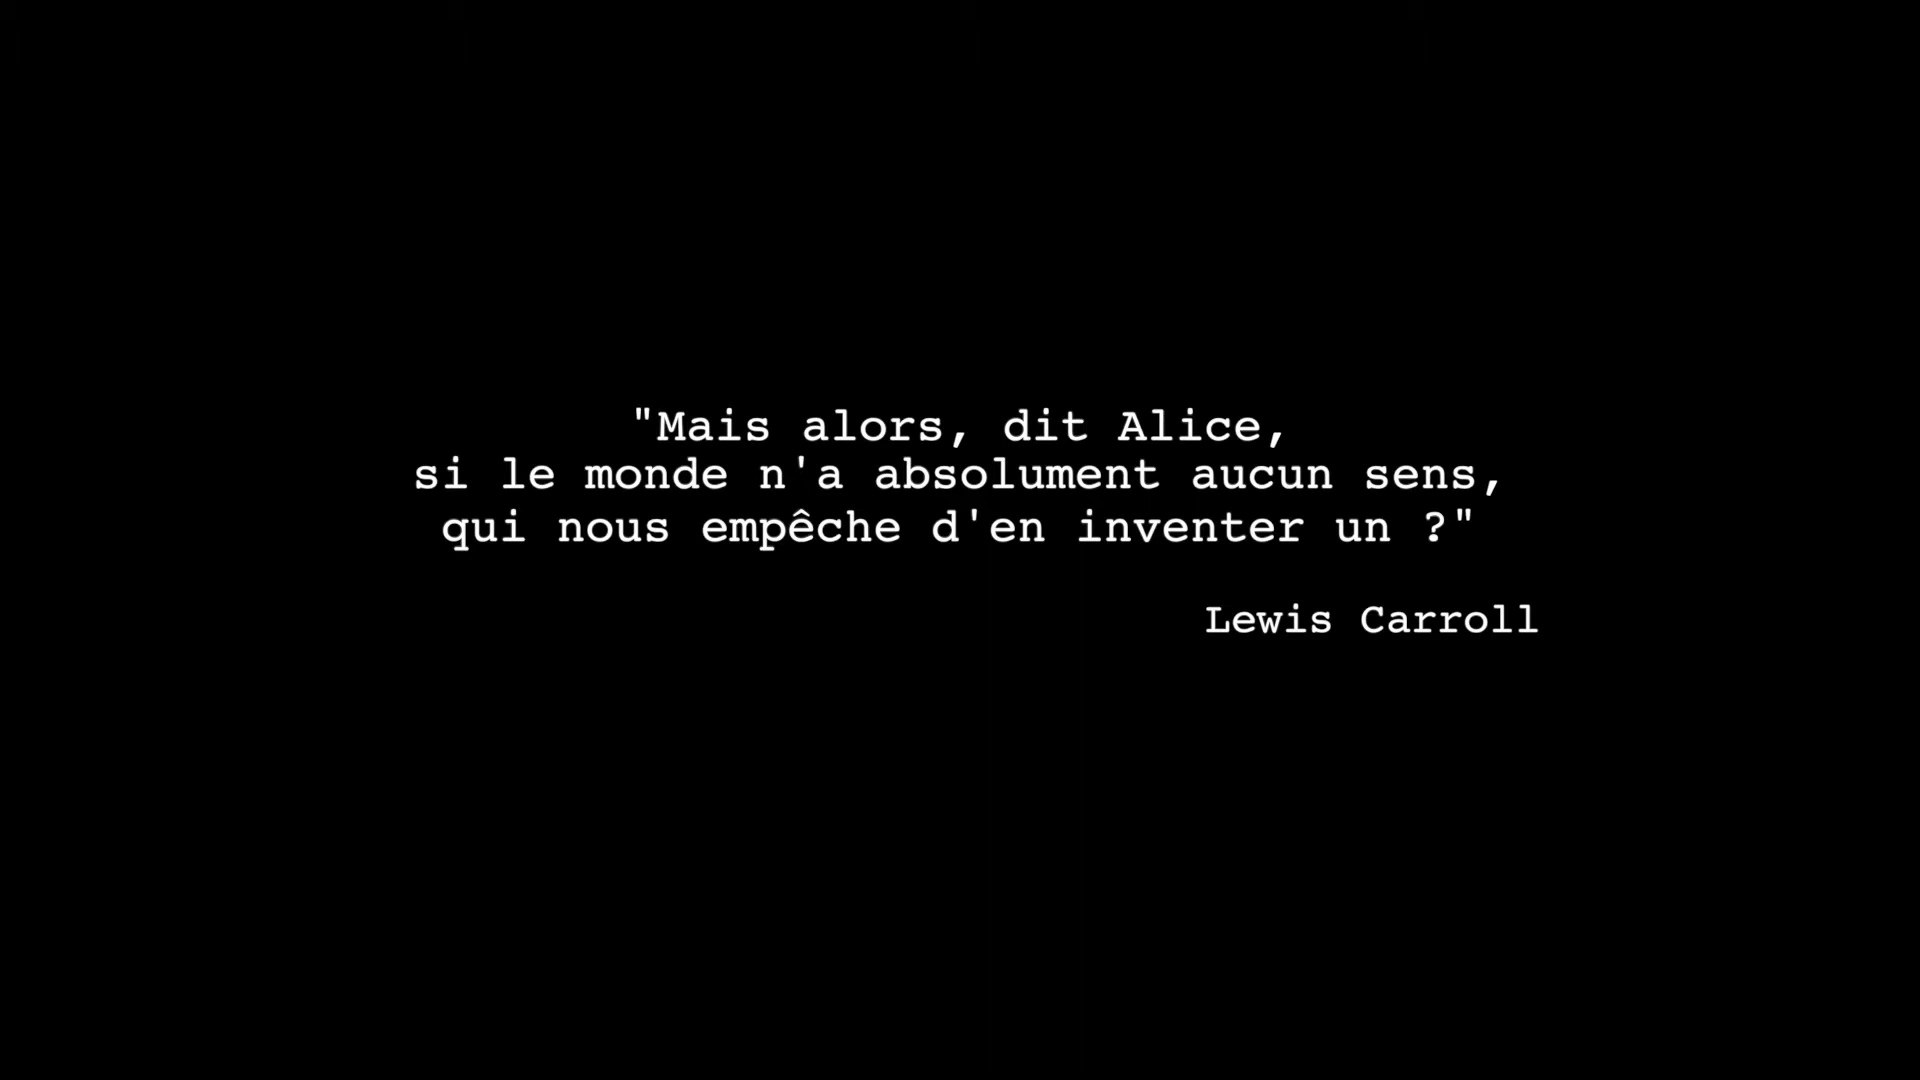 "Mais alors, dit Alice,
si le monde n'a absolument aucun sens,
qui nous empêche d'en inventer un ?"
Lewis Carroll